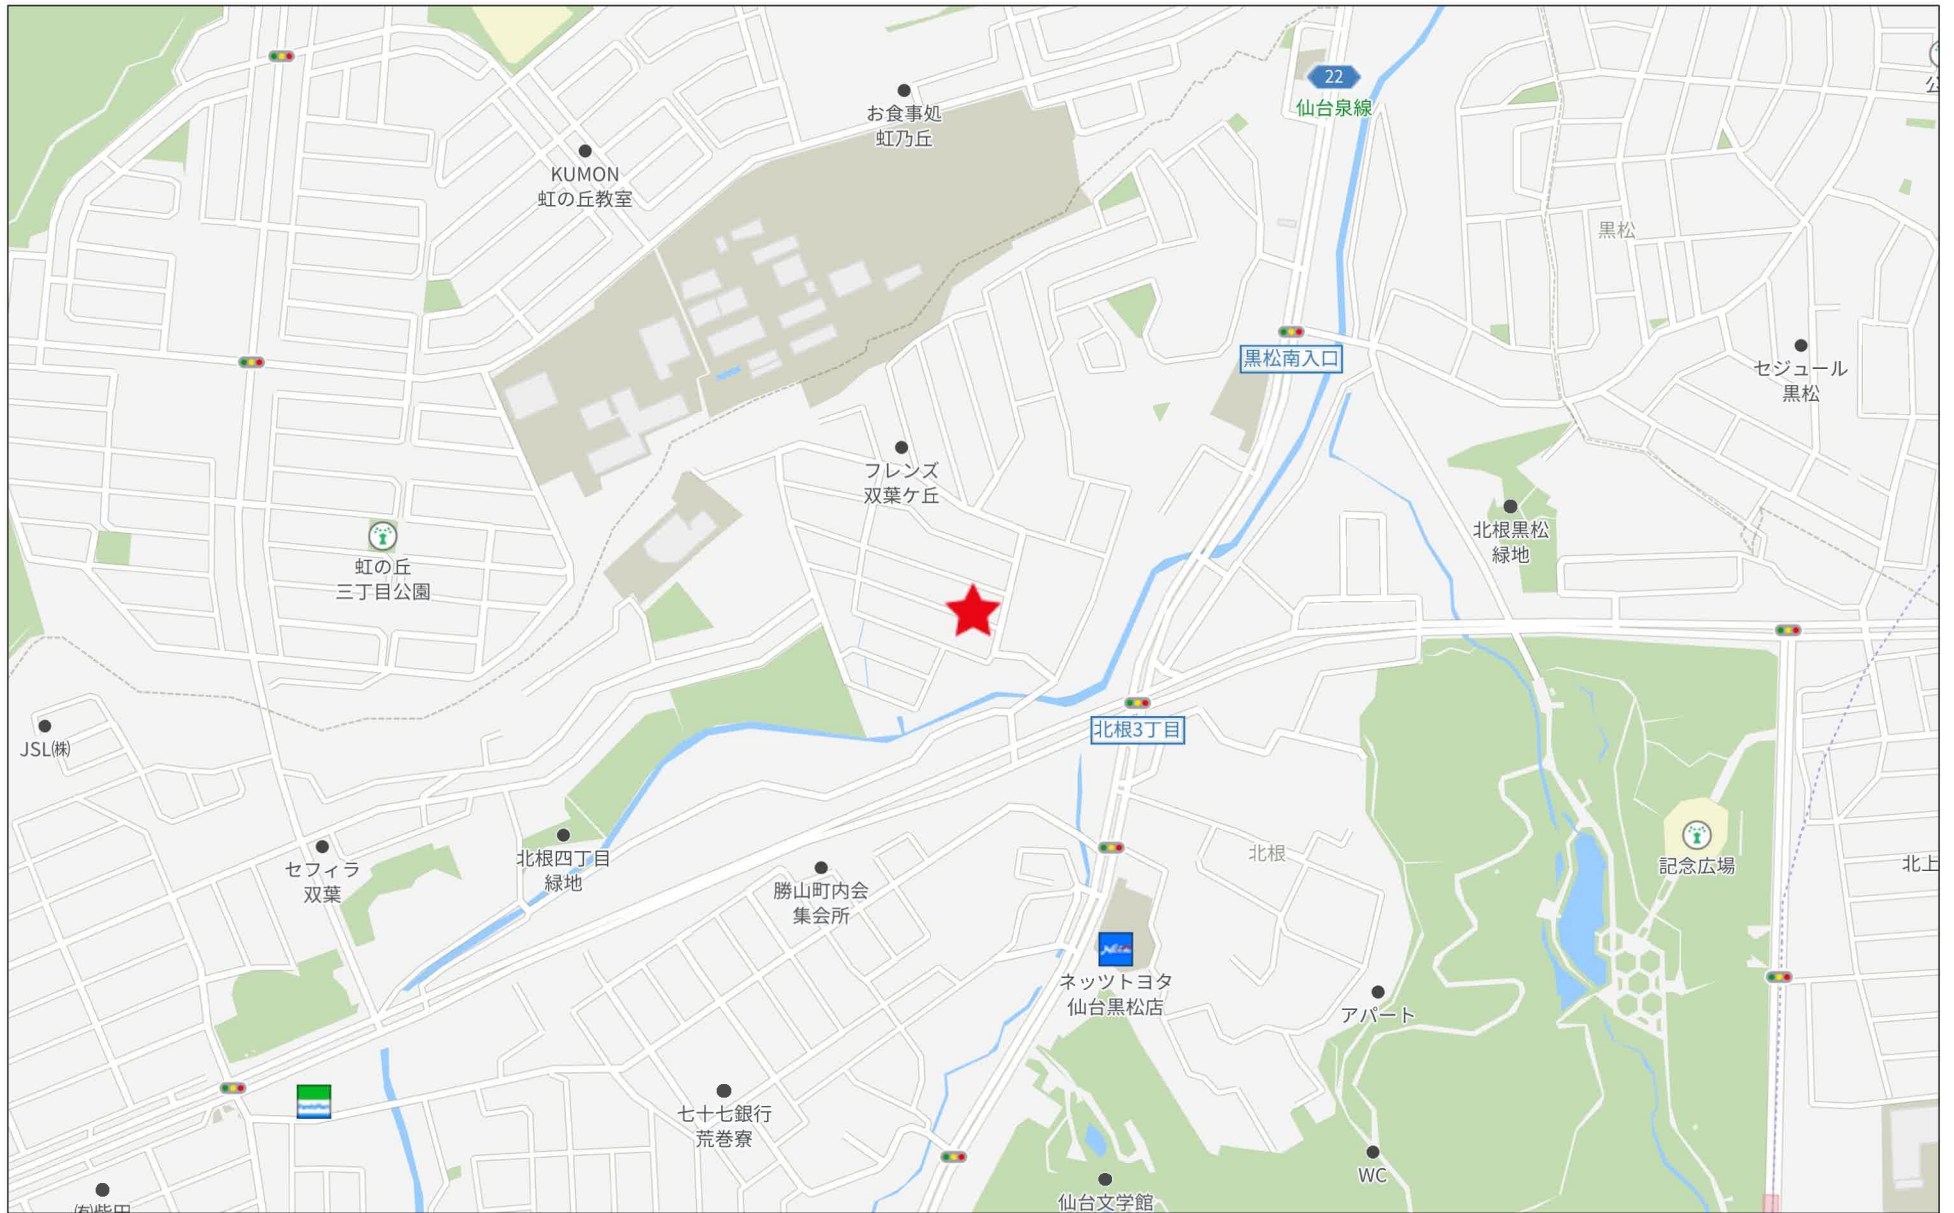 22
仙台泉線
お食事処
虹乃丘
KUMON
虹の丘教室
黒松
黒松南入口
セジュール
黒松
フレンズ
双葉ケ丘
北根黒松
緑地
虹の丘
三丁目公園
JSL㈱
北根3丁目
セフィラ
双葉
北根四丁目
緑地
勝山町内会
集会所
北根
記念広場
北上
ネッツトヨタ
仙台黒松店
アパート
七十七銀行
荒巻寮
WC
仙台文学館